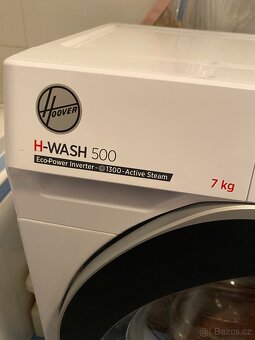 HOOVER
H-WASH 500
Eco-Power Inverter - 1300 - Active Steam
7 kg
Bazos.cz